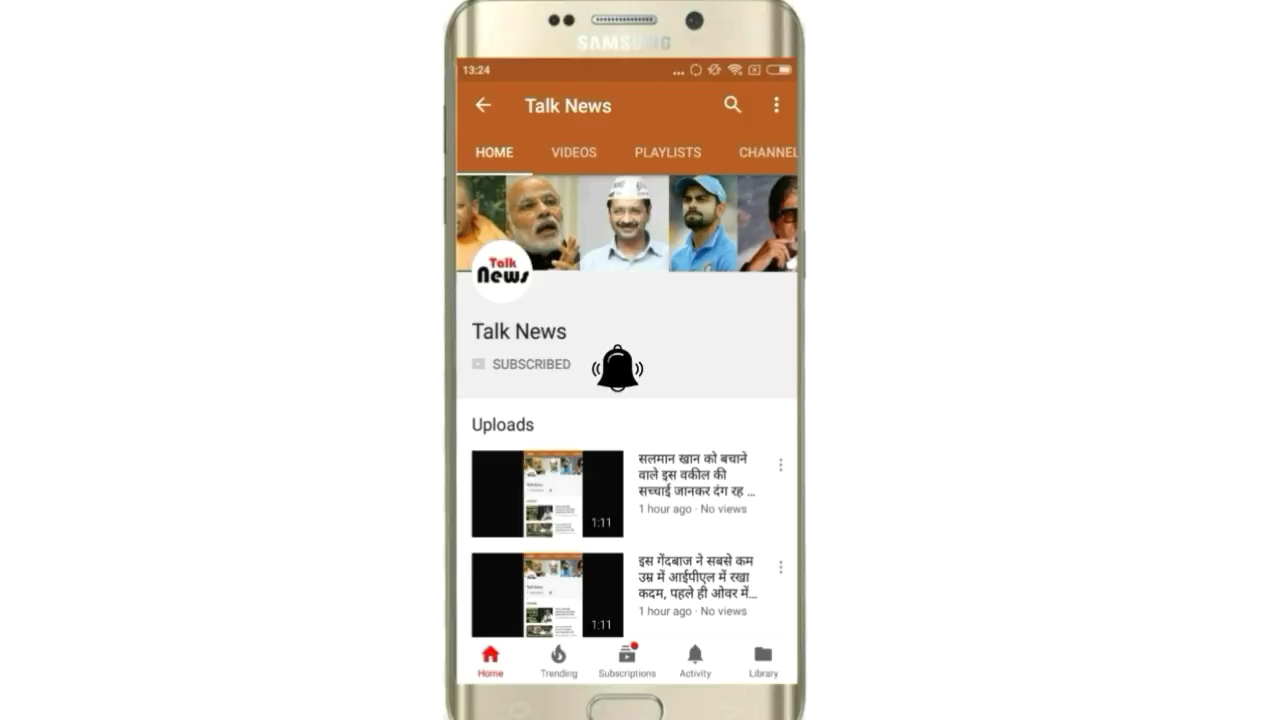 SAMSUNG
13:24
Talk News
HOME VIDEOS PLAYLISTS CHANNEL
Talk
News
Talk News
SUBSCRIBED
Uploads
सलमान खान को बचाने
वाले इस वकील की
सच्चाई जानकर दंग रह ...
1 hour ago · No views
1:11
इस गेंदबाज ने सबसे कम
उम्र में आईपीएल में रखा
कदम, पहले ही ओवर में...
1 hour ago · No views
1:11
Home Trending Subscriptions Activity Library